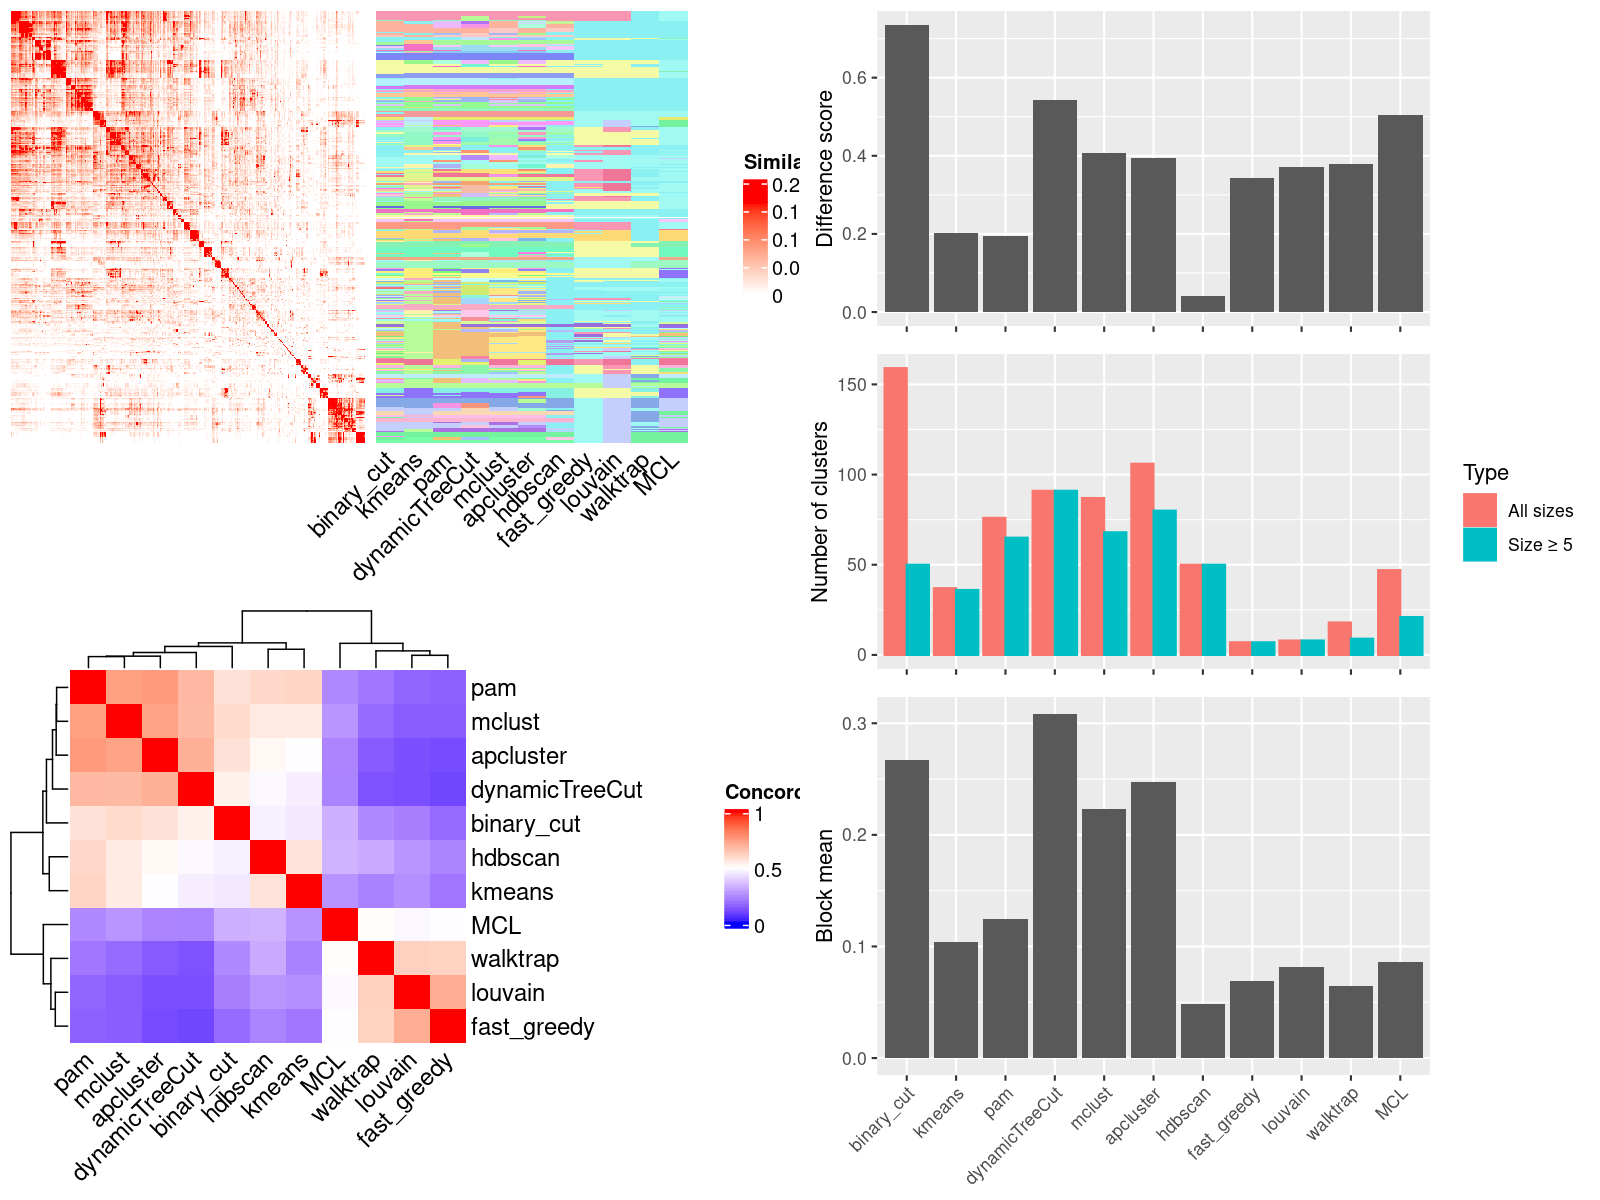 Simila
0.2
0.1
0.1
0.0
0
binary_cut
kmeans
pam
dynamicTreeCut
mclust
apcluster
hdbscan
fast_greedy
louvain
walktrap
MCL
pam
mclust
apcluster
dynamicTreeCut
binary_cut
hdbscan
kmeans
MCL
walktrap
louvain
fast_greedy
pam
mclust
apcluster
dynamicTreeCut
binary_cut
hdbscan
kmeans
MCL
walktrap
louvain
fast_greedy
Concord
1
0.5
0
Difference score
0.6
0.4
0.2
0.0
Number of clusters
150
100
50
0
Type
All sizes
Size ≥ 5
Block mean
0.3
0.2
0.1
0.0
binary_cut
kmeans
pam
dynamicTreeCut
mclust
apcluster
hdbscan
fast_greedy
louvain
walktrap
MCL